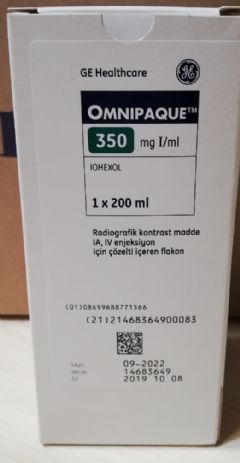 GE Healthcare
OMNIPAQUE™
350 mg I/ml
IOHEXOL
1 x 200 ml
Radiografik kontrast madde
IA, IV enjeksiyon
için çözelti içeren flakon
(01)08699688771566
(21)21468364900083
09-2022
14683649
2019 10 08